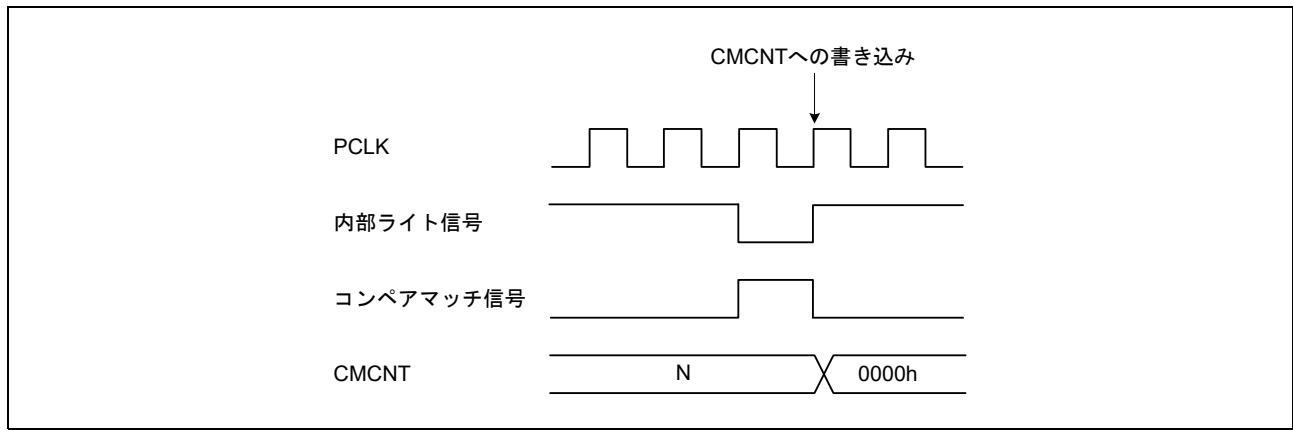 CMCNTへの書き込み
PCLK
内部ライト信号
コンペアマッチ信号
CMCNT
N
0000h